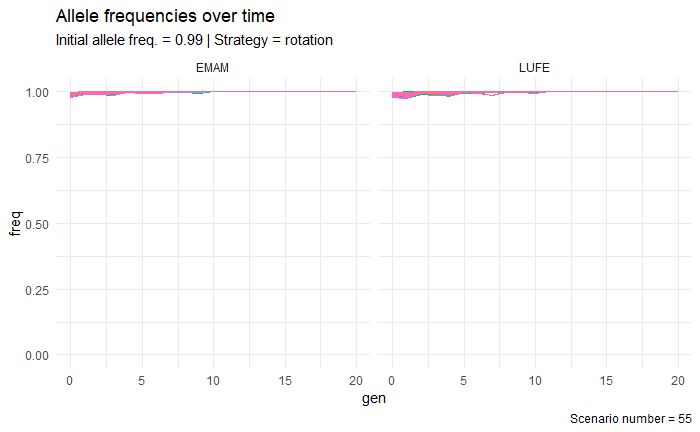 Allele frequencies over time
Initial allele freq. = 0.99 | Strategy = rotation
EMAM
LUFE
1.00
0.75
0.50
0.25
0.00
freq
0 5 10 15 20
0 5 10 15 20
gen
Scenario number = 55